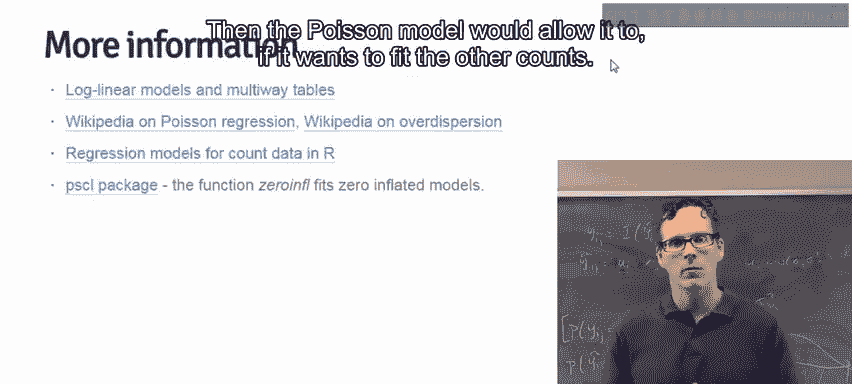 Then the Poisson model would allow it to,
if it wants to fit the other counts.
More information
· Log-linear models and multiway tables
· Wikipedia on Poisson regression, Wikipedia on overdispersion
· Regression models for count data in R
· pscl package - the function zeroinfl fits zero inflated models.